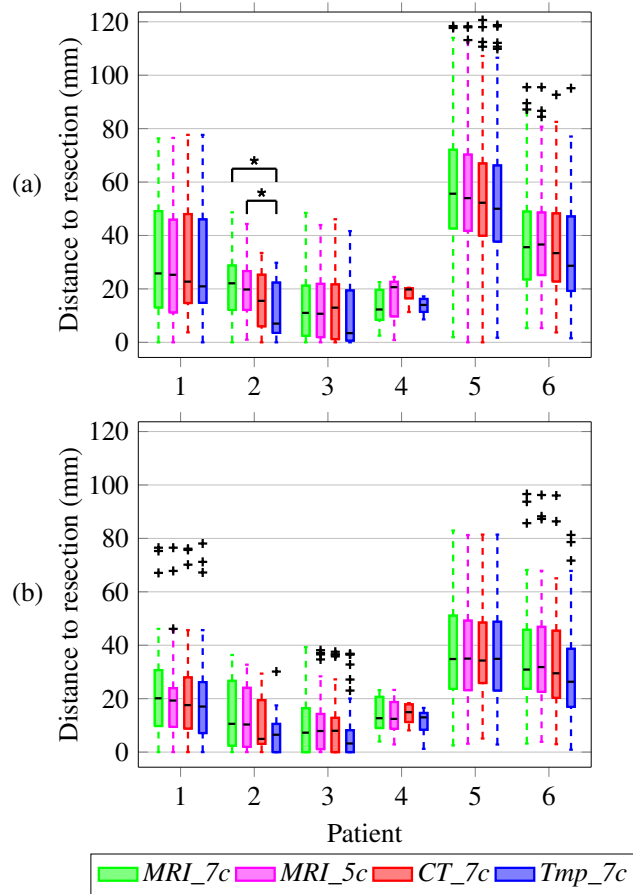 120
100
80
60
40
20
0
Distance to resection (mm)
(a)
*
*
1 2 3 4 5 6
120
100
80
60
40
20
0
Distance to resection (mm)
(b)
1 2 3 4 5 6
Patient
MRI_7c MRI_5c CT_7c Tmp_7c